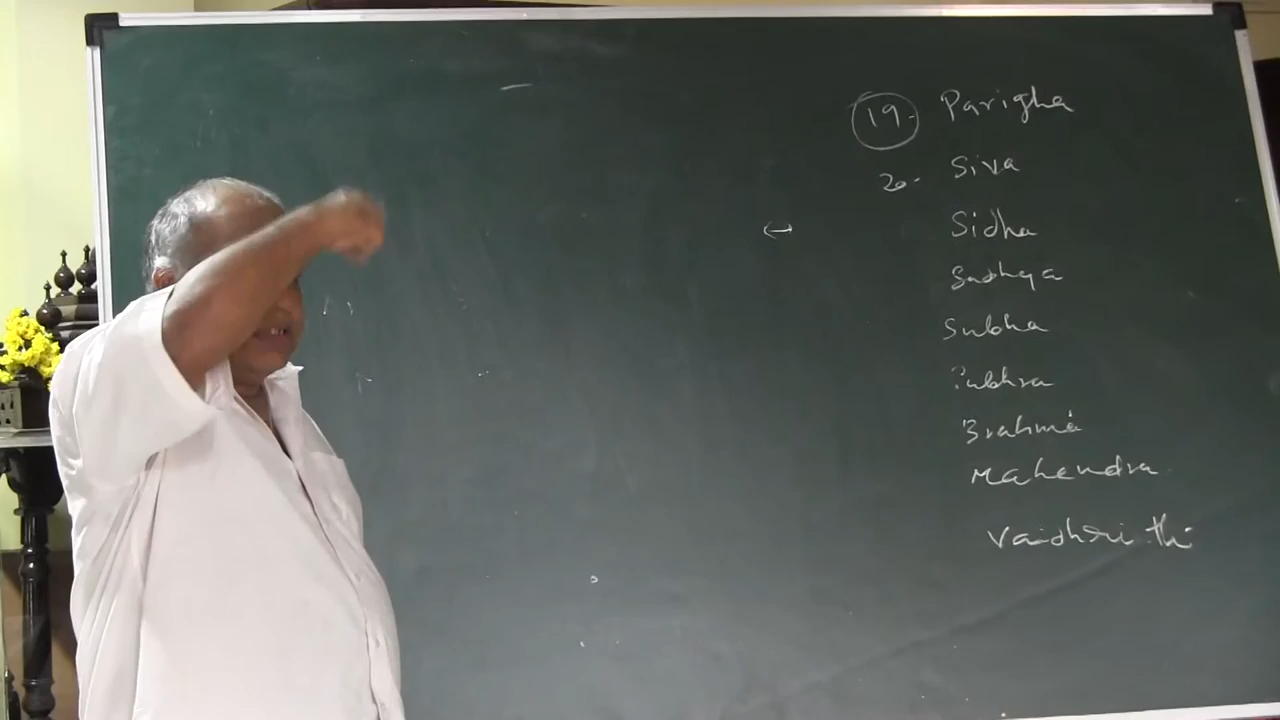 19. Parigha
20. Siva
Sidha
Sadhya
Subha
Subhra
Brahma
Mahendra
Vaidhrithi